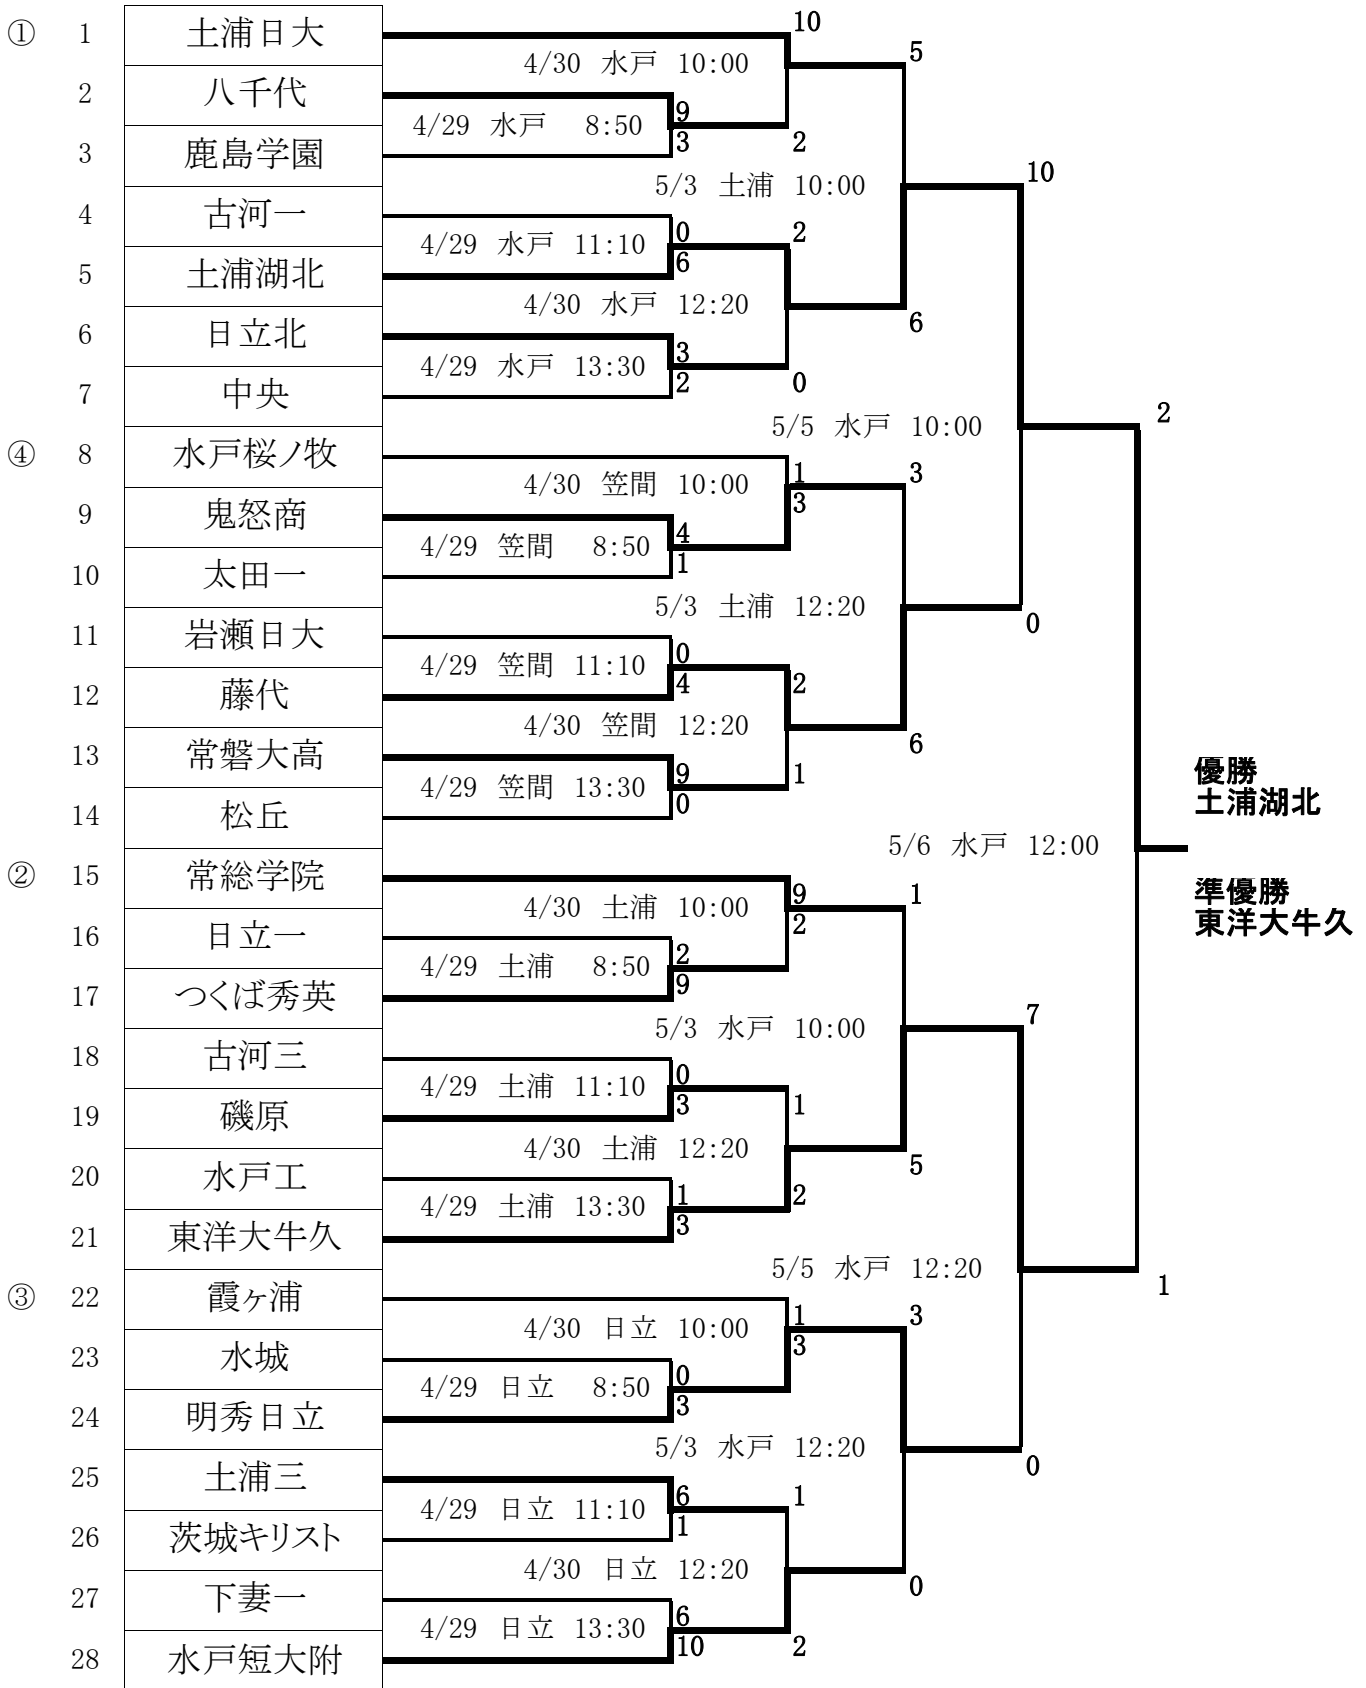 ① 1 土浦日大
10
5
4/30 水戸 10:00
2 八千代
9
4/29 水戸 8:50
3
2
3 鹿島学園
10
5/3 土浦 10:00
4 古河一
0
2
4/29 水戸 11:10
6
5 土浦湖北
4/30 水戸 12:20
6
6 日立北
3
4/29 水戸 13:30
2
0
7 中央
2
5/5 水戸 10:00
④ 8 水戸桜ノ牧
1
3
4/30 笠間 10:00
3
9 鬼怒商
4
4/29 笠間 8:50
1
10 太田一
5/3 土浦 12:20
0
11 岩瀬日大
0
4/29 笠間 11:10
4
2
12 藤代
4/30 笠間 12:20
6
13 常磐大高
9
1
4/29 笠間 13:30
0
14 松丘
優勝
土浦湖北
5/6 水戸 12:00
② 15 常総学院
9
1
4/30 土浦 10:00
2
準優勝
東洋大牛久
16 日立一
2
4/29 土浦 8:50
9
17 つくば秀英
7
5/3 水戸 10:00
18 古河三
0
4/29 土浦 11:10
3
1
19 磯原
4/30 土浦 12:20
5
20 水戸工
1
2
4/29 土浦 13:30
3
21 東洋大牛久
5/5 水戸 12:20
1
③ 22 霞ヶ浦
1
3
4/30 日立 10:00
3
23 水城
0
4/29 日立 8:50
3
24 明秀日立
5/3 水戸 12:20
0
25 土浦三
6
1
4/29 日立 11:10
1
26 茨城キリスト
4/30 日立 12:20
0
27 下妻一
6
4/29 日立 13:30
10
2
28 水戸短大附